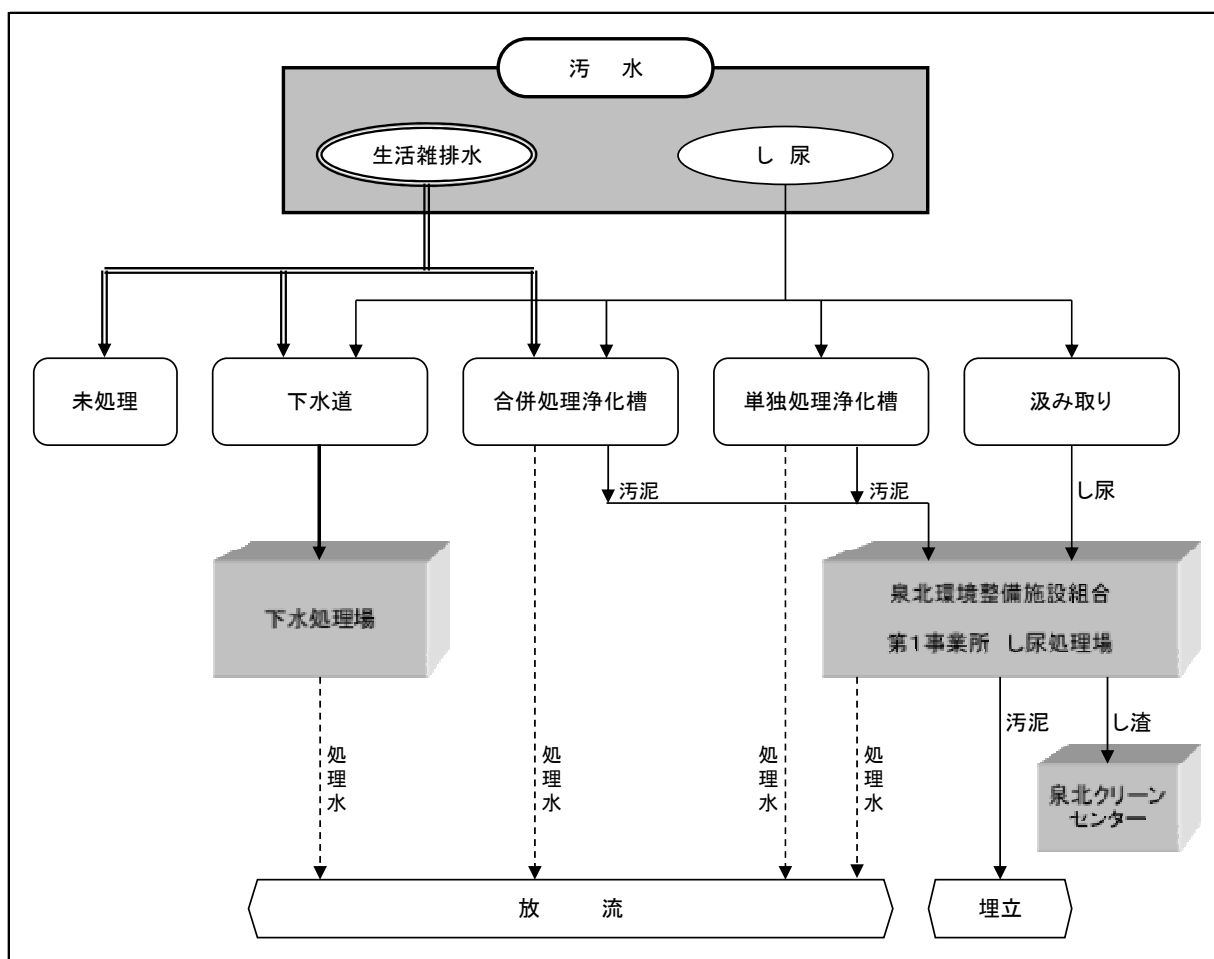 汚　水
生活雑排水
し 尿
未処理
下水道
合併処理浄化槽
単独処理浄化槽
汲み取り
汚泥
汚泥
し尿
下水処理場
泉北環境整備施設組合
第1事業所　し尿処理場
処理水
処理水
処理水
処理水
汚泥
し渣
泉北クリーン
センター
放　流
埋立